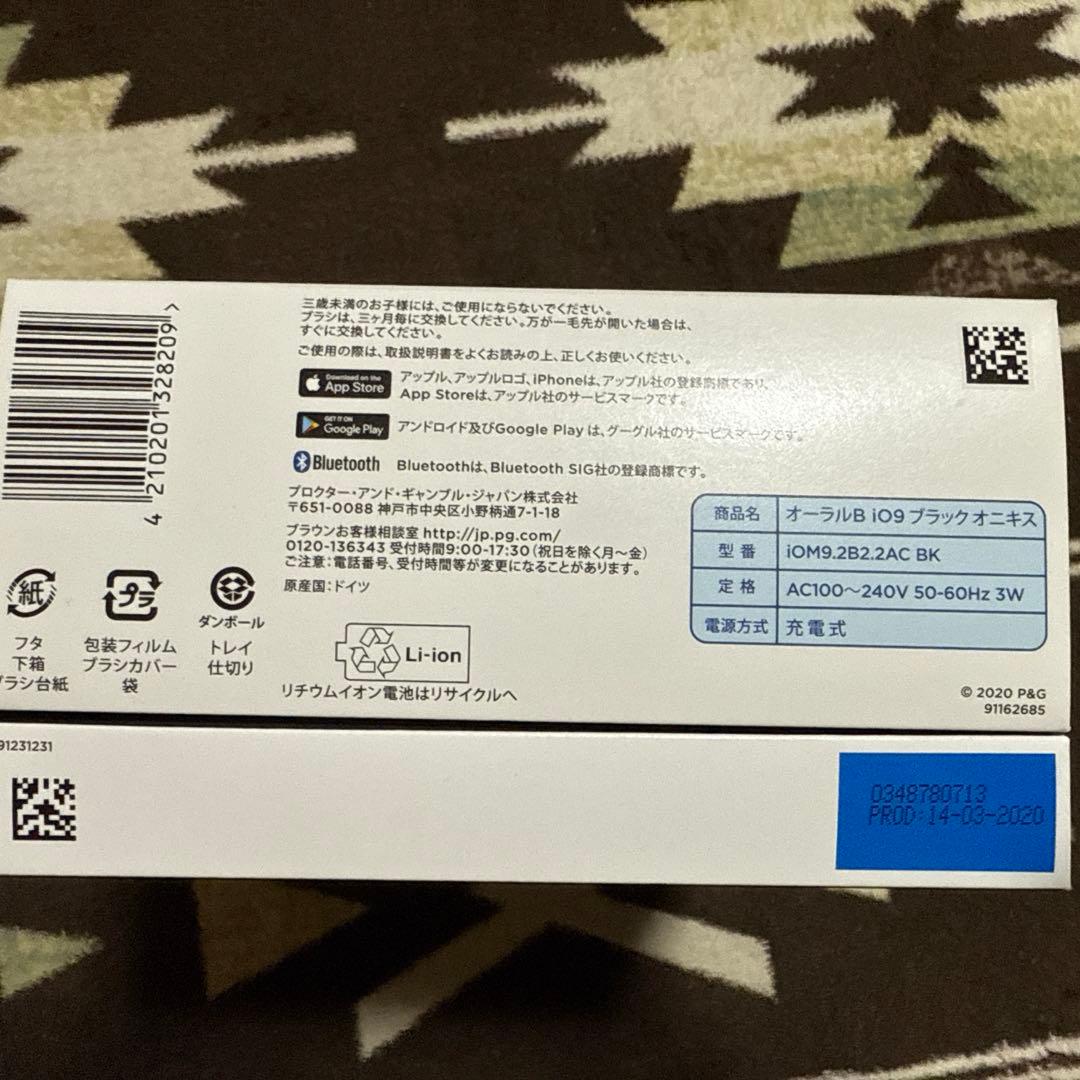 三歳未満のお子様には、ご使用にならないでください。
ブラシは、三ヶ月毎に交換してください。万が一毛先が開いた場合は、
すぐに交換してください。
ご使用の際は、取扱説明書をよくお読みの上、正しくお使いください。
Download on the
App Store
アップル、アップルロゴ、iPhoneは、アップル社の登録商標であり、
App Storeは、アップル社のサービスマークです。
GET IT ON
Google Play
アンドロイド及びGoogle Play は、グーグル社のサービスマークです。
Bluetooth
Bluetoothは、Bluetooth SIG社の登録商標です。
プロクター・アンド・ギャンブル・ジャパン株式会社
〒651-0088 神戸市中央区小野柄通7-1-18
ブラウンお客様相談室 http://jp.pg.com/
0120-136343 受付時間9:00-17:30(祝日を除く月〜金)
ご注意:電話番号、受付時間等が変更になることがあります。
原産国:ドイツ
4 210201328209 >
紙
フタ
下箱
ブラシ台紙
プラ
包装フィルム
ブラシカバー
袋
ダンボール
トレイ
仕切り
Li-ion
リチウムイオン電池はリサイクルへ
商品名 オーラルB iO9 ブラック オニキス
型番 iOM9.2B2.2AC BK
定格 AC100〜240V 50-60Hz 3W
電源方式 充電式
© 2020 P&G
91162685
91231231
0348780713
PROD:14-03-2020